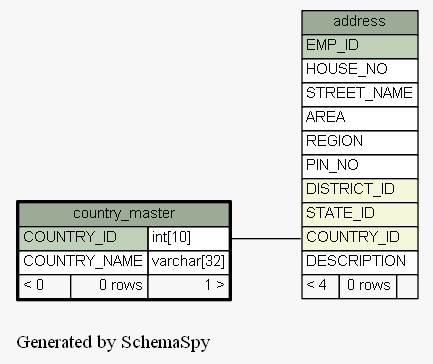 address
EMP_ID
HOUSE_NO
STREET_NAME
AREA
REGION
PIN_NO
DISTRICT_ID
STATE_ID
COUNTRY_ID
DESCRIPTION
< 4 0 rows
country_master
COUNTRY_ID int[10]
COUNTRY_NAME varchar[32]
< 0 0 rows 1 >
Generated by SchemaSpy